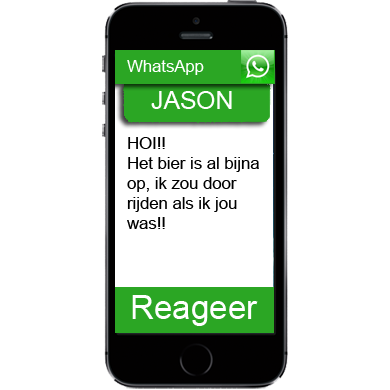 WhatsApp
JASON
HOI!!
Het bier is al bijna
op, ik zou door
rijden als ik jou
was!!
Reageer